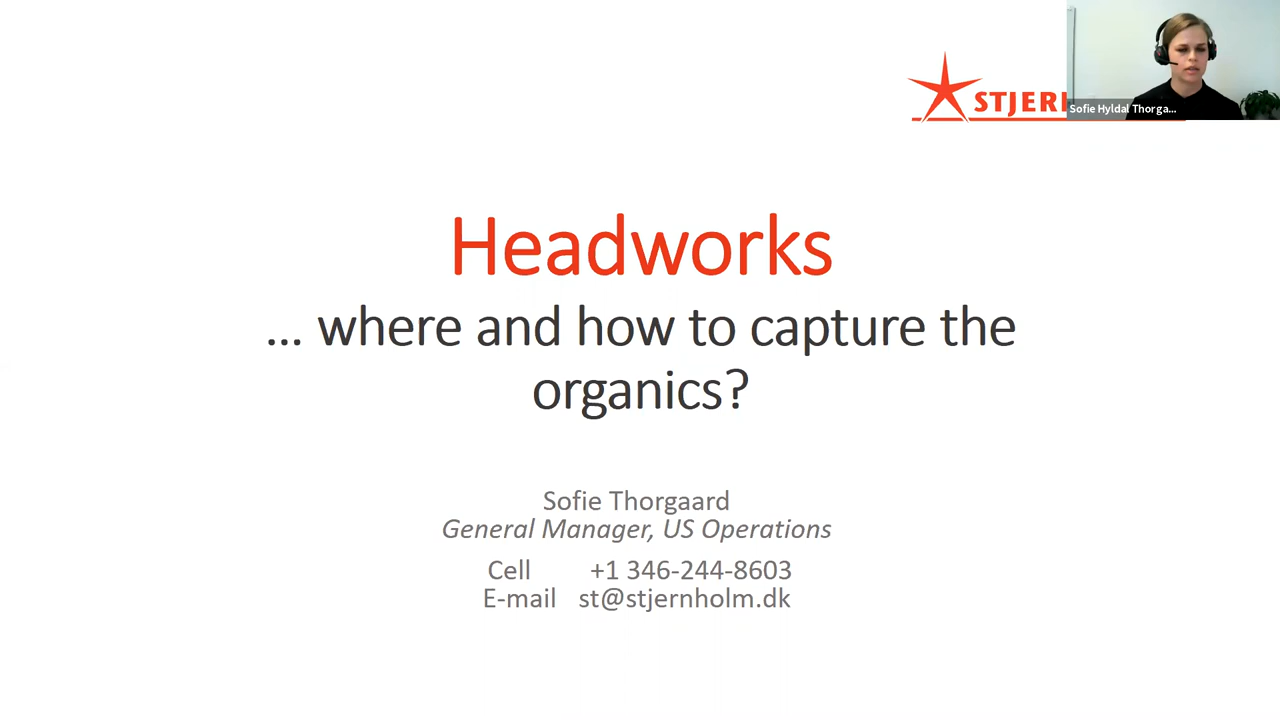 STJER
Sofie Hyldal Thorga...
Headworks
... where and how to capture the
organics?
Sofie Thorgaard
General Manager, US Operations
Cell +1 346-244-8603
E-mail st@stjernholm.dk